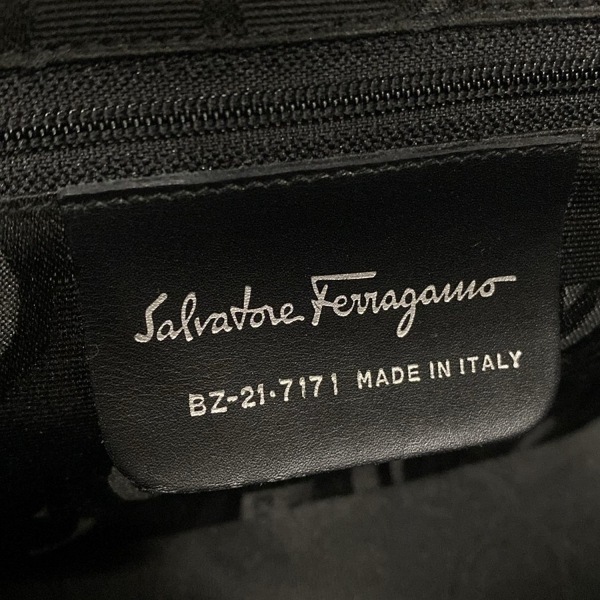 Salvatore Ferragamo
BZ-21·7171 MADE IN ITALY